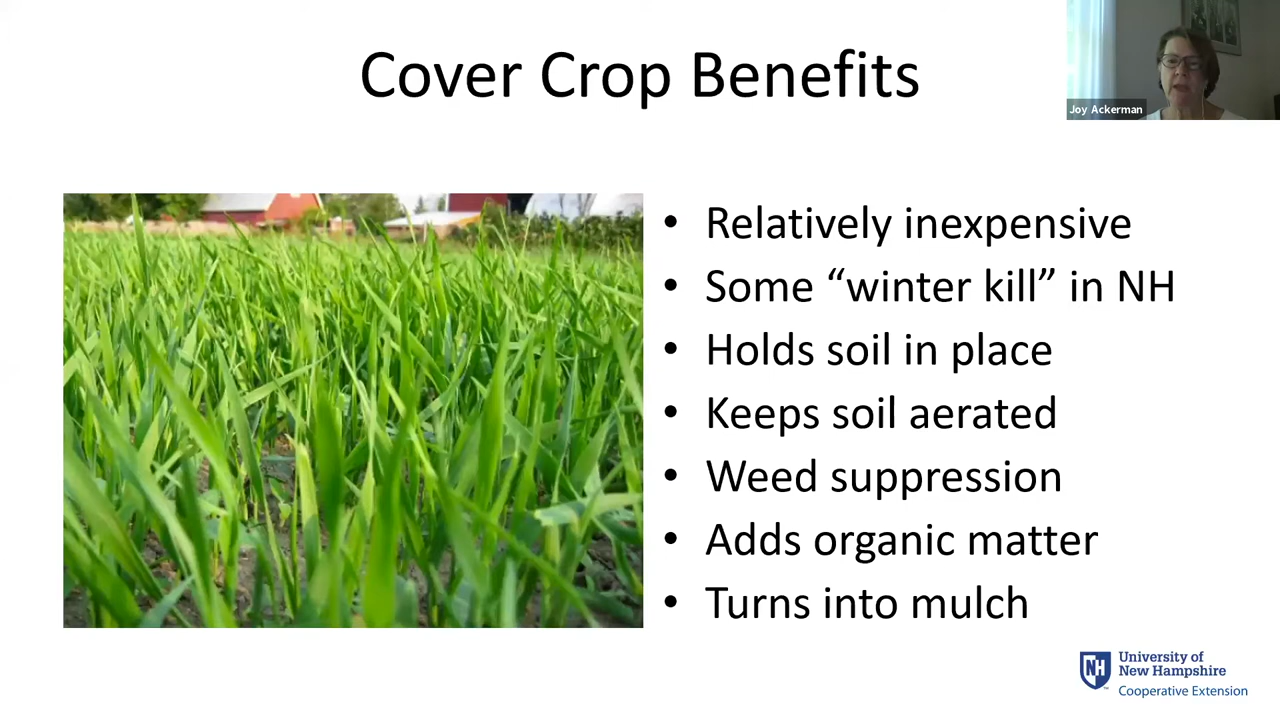 Cover Crop Benefits
Joy Ackerman
• Relatively inexpensive
• Some “winter kill” in NH
• Holds soil in place
• Keeps soil aerated
• Weed suppression
• Adds organic matter
• Turns into mulch
NH
University of
New Hampshire
Cooperative Extension